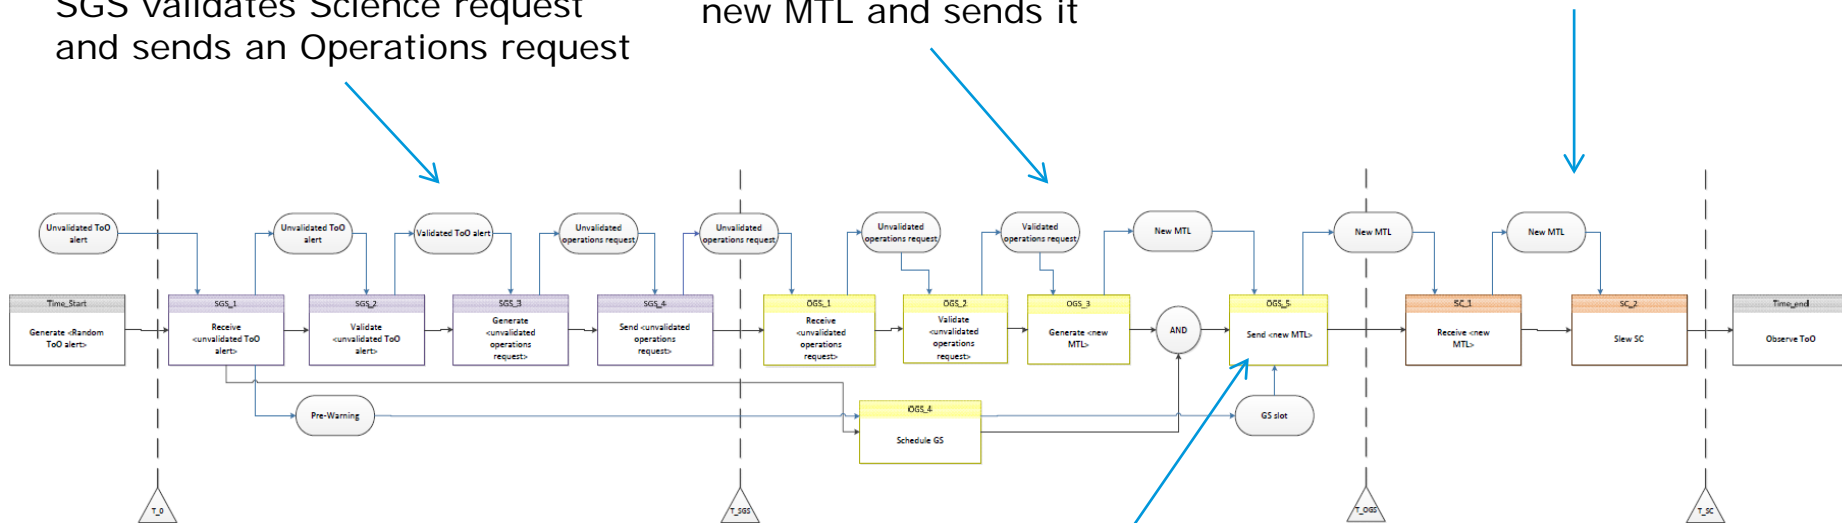 SGS validates Science request
and sends an Operations request
new MTL and sends it
Unvalidated ToO
alert
Unvalidated ToO
alert
Validated ToO alert
Unvalidated
operations request
Unvalidated
operations request
Unvalidated
operations request
Validated
operations request
New MTL
New MTL
New MTL
Time_Start
Generate <Random
ToO alert>
SGS_1
Receive
<unvalidated ToO
alert>
SGS_2
Validate
<unvalidated ToO
alert>
SGS_3
Generate
<unvalidated
operations
request>
SGS_4
Send <unvalidated
operations
request>
OGS_1
Receive
<unvalidated
operations
request>
OGS_2
Validate
<unvalidated
operations
request>
OGS_3
Generate <new
MTL>
AND
OGS_5
Send <new MTL>
SC_1
Receive <new
MTL>
SC_2
Slew SC
Time_end
Observe ToO
Pre-Warning
OGS_4
Schedule GS
GS slot
T_0
T_SGS
T_OGS
T_SC